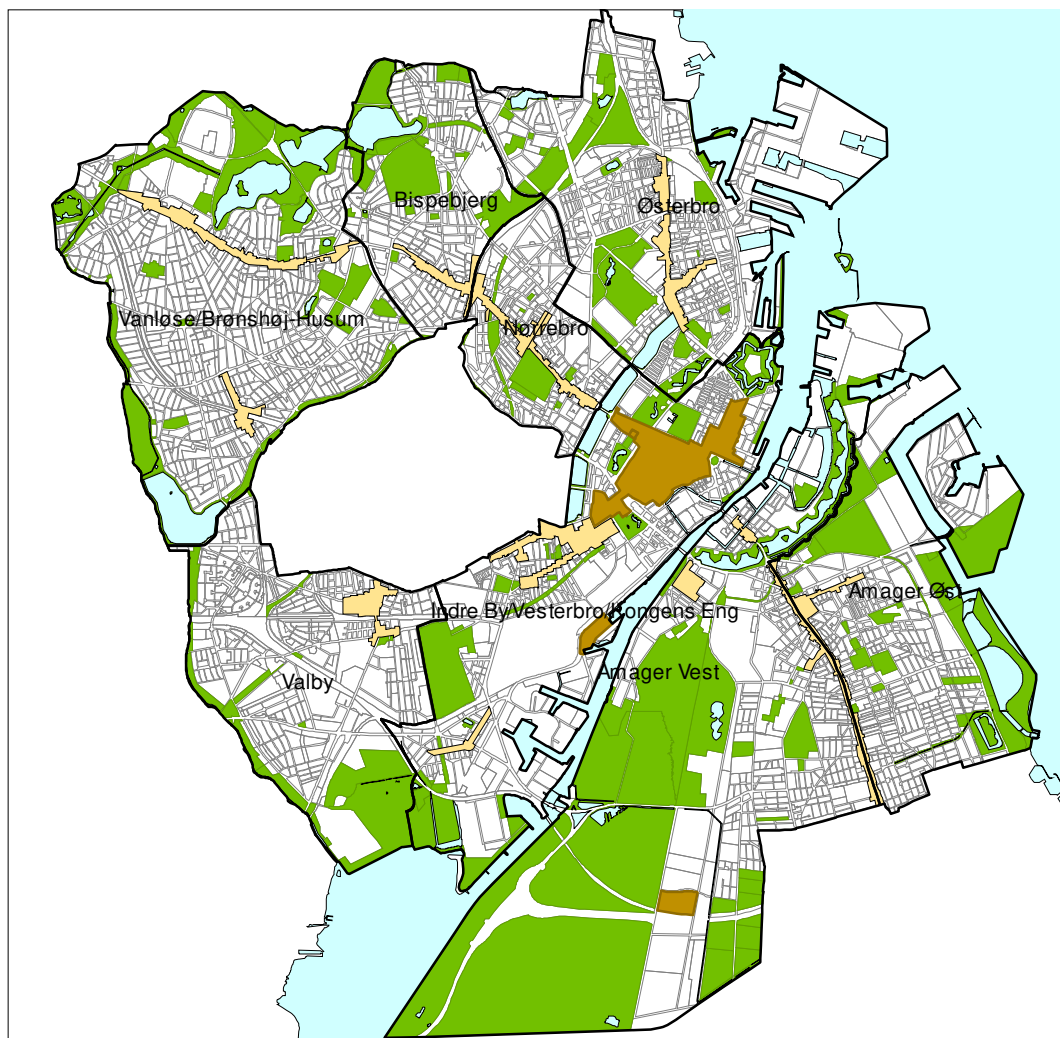 Bispebjerg
Østerbro
Vanløse/Brønshøj-Husum
Nørrebro
Amager Øst
Indre By/Vesterbro/Kongens Eng
Amager Vest
Valby